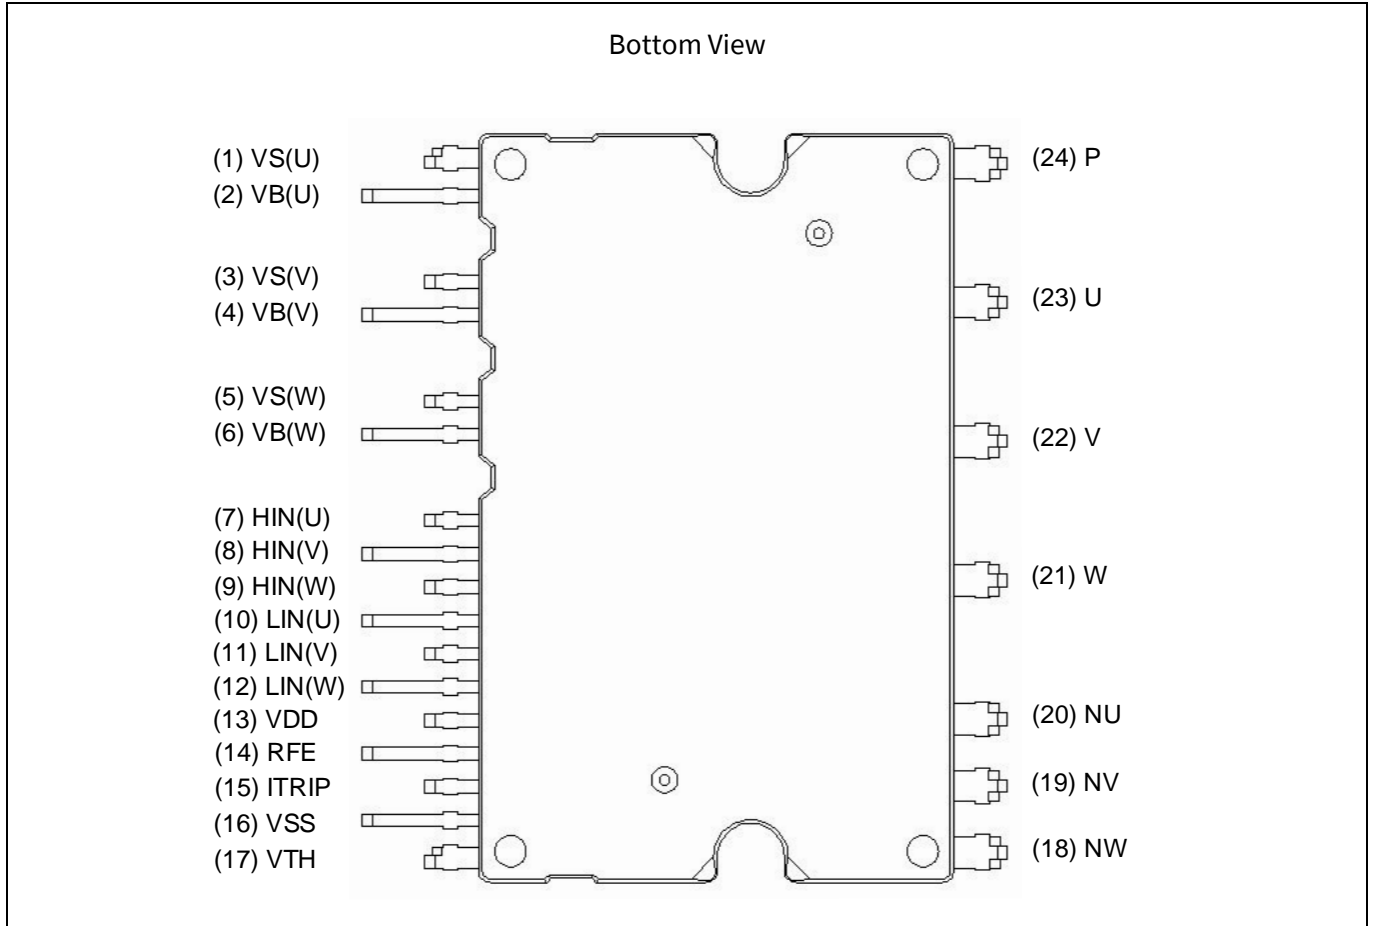 Bottom View
(1) VS(U)
(2) VB(U)
(3) VS(V)
(4) VB(V)
(5) VS(W)
(6) VB(W)
(7) HIN(U)
(8) HIN(V)
(9) HIN(W)
(10) LIN(U)
(11) LIN(V)
(12) LIN(W)
(13) VDD
(14) RFE
(15) ITRIP
(16) VSS
(17) VTH
(24) P
(23) U
(22) V
(21) W
(20) NU
(19) NV
(18) NW